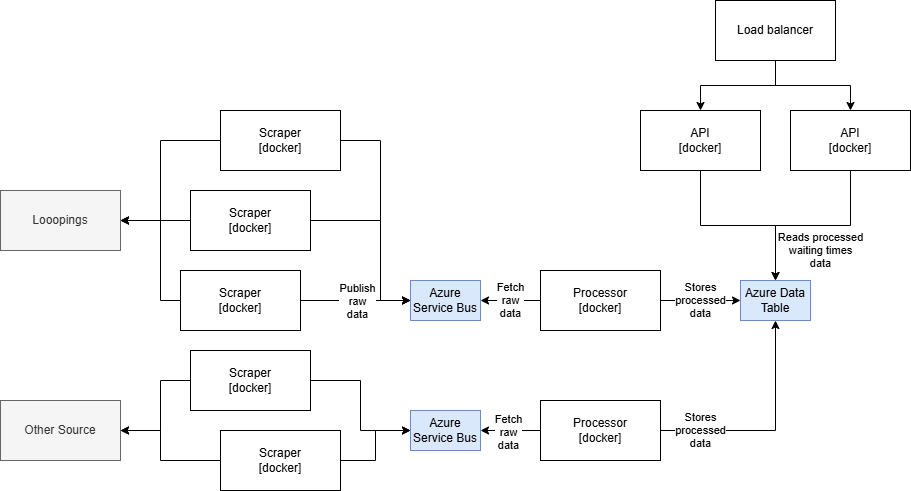 Load balancer
API
[docker]
API
[docker]
Scraper
[docker]
Looopings
Scraper
[docker]
Reads processed
waiting times
data
Scraper
[docker]
Publish
raw
data
Azure
Service Bus
Fetch
raw
data
Processor
[docker]
Stores
processed
data
Azure Data
Table
Scraper
[docker]
Other Source
Azure
Service Bus
Fetch
raw
data
Processor
[docker]
Stores
processed
data
Scraper
[docker]